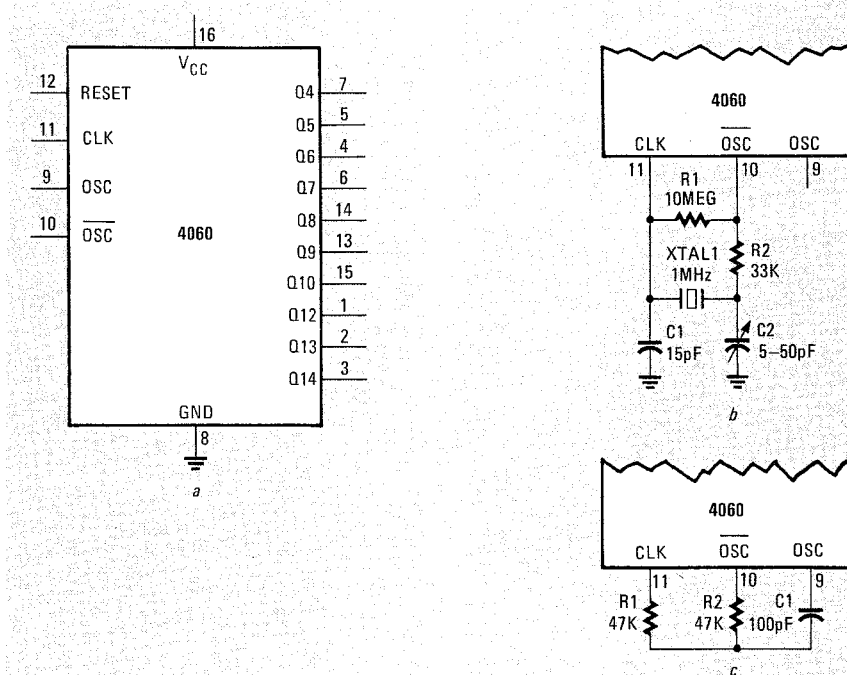 16
VCC
12 RESET
11 CLK
9 OSC
10 OSC
4060
Q4 7
Q5 5
Q6 4
Q7 6
Q8 14
Q9 13
Q10 15
Q12 1
Q13 2
Q14 3
GND
8
a
4060
CLK OSC OSC
11 10 9
R1
10MEG
R2
33K
XTAL1
1MHz
C1
15pF
C2
5–50pF
b
4060
CLK OSC OSC
11 10 9
R1
47K
R2
47K
C1
100pF
c